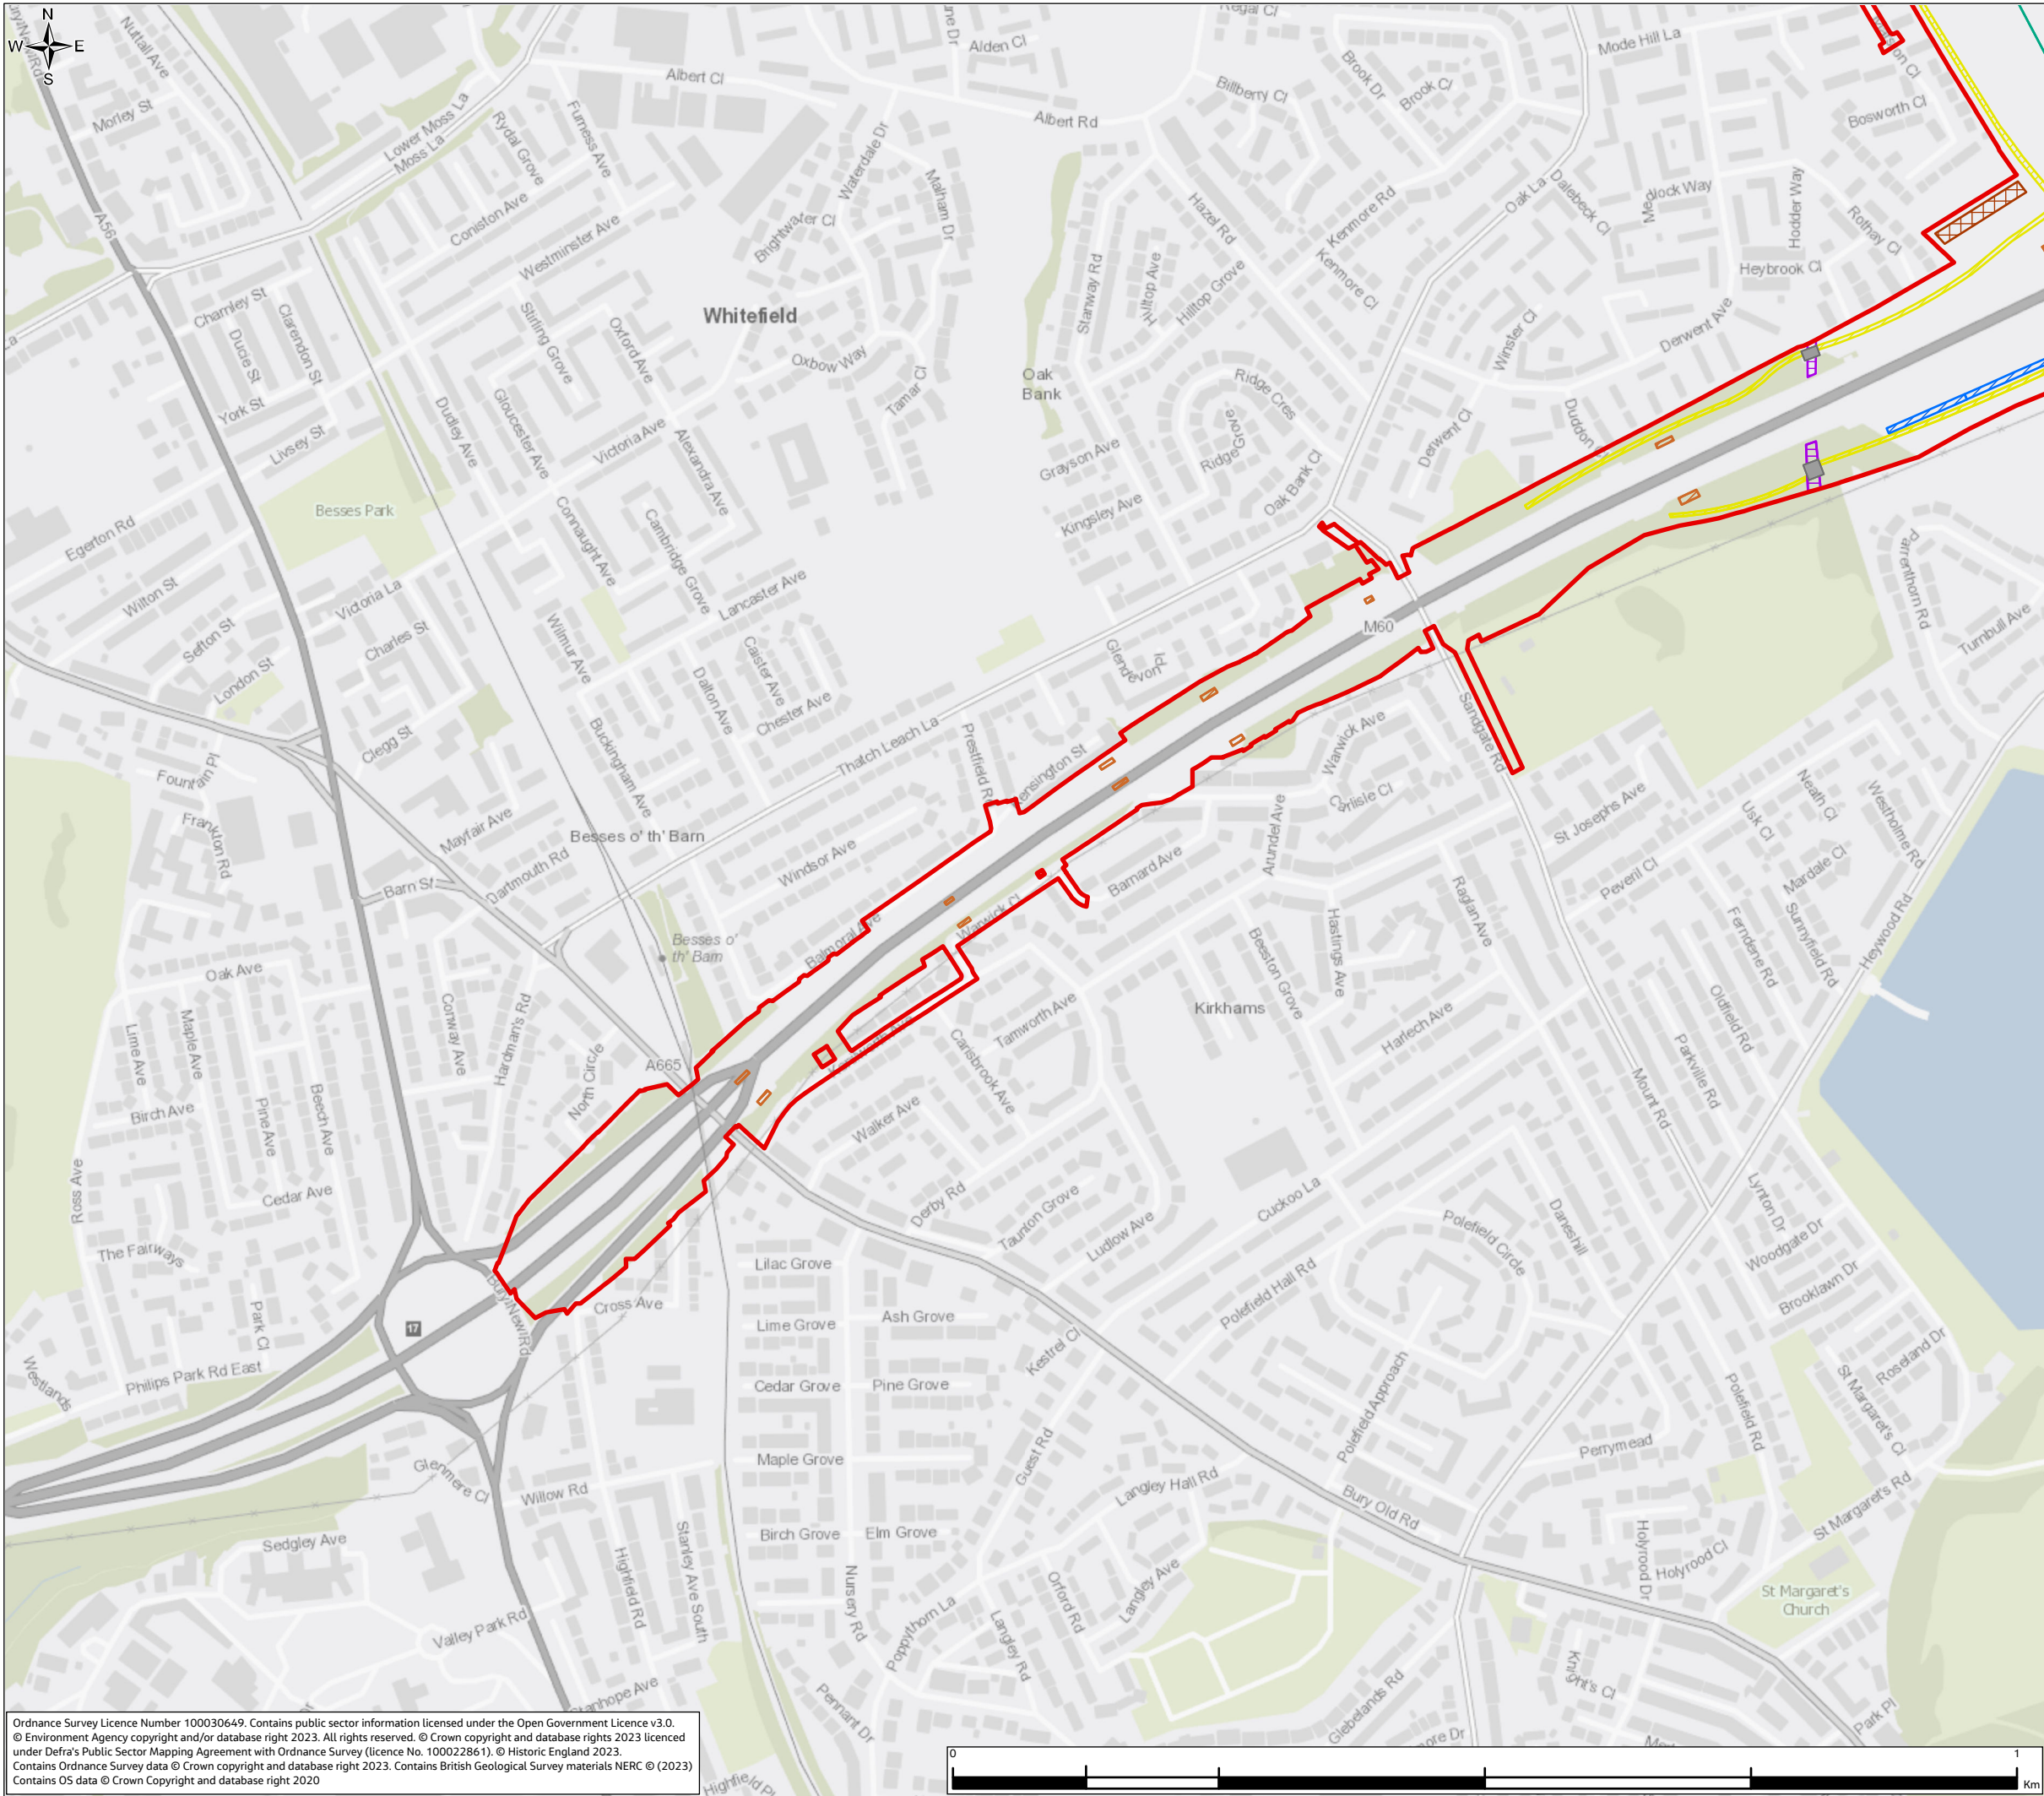 N
W E
S
Nuttall Ave
Morley St
A56
Lower Moss La
Moss La
Rydal Grove
Furness Ave
Albert Cl
Alden Cl
Regal Cl
Albert Rd
Billberry Cl
Brook Dr
Brook Cl
Mode Hill La
Bosworth Cl
Waterdale Dr
Malham Dr
Brightwater Cl
Coniston Ave
Westminster Ave
Hazel Rd
Kenmore Rd
Kenmore Cl
Oak La
Dalebeck Cl
Hodder Way
Rothay Cl
Heybrook Cl
Stanway Rd
Hilltop Ave
Hilltop Grove
Chamley St
Ducie St
Clarendon St
York St
Livsey St
Stirling Grove
Oxford Ave
Whitefield
Oxbow Way
Tamar Cl
Oak
Bank
Ridge Cres
Ridge Grove
Winster Cl
Derwent Ave
Derwent Cl
Duddon
Dudley Ave
Gloucester Ave
Victoria Ave
Alexandra Ave
Grayson Ave
Kingsley Ave
Oak Bank Cl
Besses Park
Egerton Rd
Wilton St
Sefton St
London St
Victoria La
Charles St
Clegg St
Connaught Ave
Cambridge Grove
Lancaster Ave
Wilmur Ave
Caister Ave
Dalton Ave
Chester Ave
Buckingham Ave
Glendevon
Pl
M60
Parrenthorn Rd
Turnbull Ave
Sandgate Rd
Thatch Leach La
Prestfield Rd
Kensington St
Warwick Ave
Carlisle Cl
Arundel Ave
St Josephs Ave
Neath Cl
Usk Cl
Westholme Rd
Mardale Cl
Peveril Cl
Fountain Pl
Frankton Rd
Mayfair Ave
Dartmouth Rd
Barn St
Besses o' th' Barn
Windsor Ave
Balmoral Ave
Warwick Cl
Barnard Ave
Raglan Ave
Ferndene Rd
Sunnyfield Rd
Heywood Rd
Besses o'
th' Barn
Oak Ave
Lime Ave
Maple Ave
Conway Ave
Hardman's Rd
Beeston Grove
Hastings Ave
Kirkhams
Harlech Ave
Oldfield Rd
Parkville Rd
Tamworth Ave
Carisbrook Ave
A665
North Circle
Birch Ave
Pine Ave
Beech Ave
Walker Ave
Mount Rd
Ross Ave
Cedar Ave
The Fairways
Derby Rd
Taunton Grove
Ludlow Ave
Cuckoo La
Polefield Circle
Daneshill
Lynton Dr
Woodgate Dr
Brooklawn Dr
Bury New Rd
Park Cl
17
Cross Ave
Lilac Grove
Lime Grove
Ash Grove
Cedar Grove
Pine Grove
Kestrel Cl
Polefield Hall Rd
Polefield Approach
Roseland Dr
St Margaret's Cl
Westlands
Philips Park Rd East
Polefield Rd
Perrymead
Maple Grove
Guest Rd
Langley Hall Rd
Bury Old Rd
St Margaret's Rd
Glenmere Cl
Willow Rd
Sedgley Ave
Birch Grove
Elm Grove
Highfield Rd
Stanley Ave South
Nursery Rd
Poppythorn La
Orford Rd
Langley Rd
Langley Ave
Holyrood Dr
Holyrood Cl
St Margaret's
Church
Valley Park Rd
Stanhope Ave
Pennant Dr
Glebelands Rd
Knight's Cl
Park Pl
Ordnance Survey Licence Number 100030649. Contains public sector information licensed under the Open Government Licence v3.0.
© Environment Agency copyright and/or database right 2023. All rights reserved. © Crown copyright and database rights 2023 licenced
under Defra's Public Sector Mapping Agreement with Ordnance Survey (licence No. 100022861). © Historic England 2023.
Contains Ordnance Survey data © Crown copyright and database right 2023. Contains British Geological Survey materials NERC © (2023)
Contains OS data © Crown Copyright and database right 2020
0 1
Km